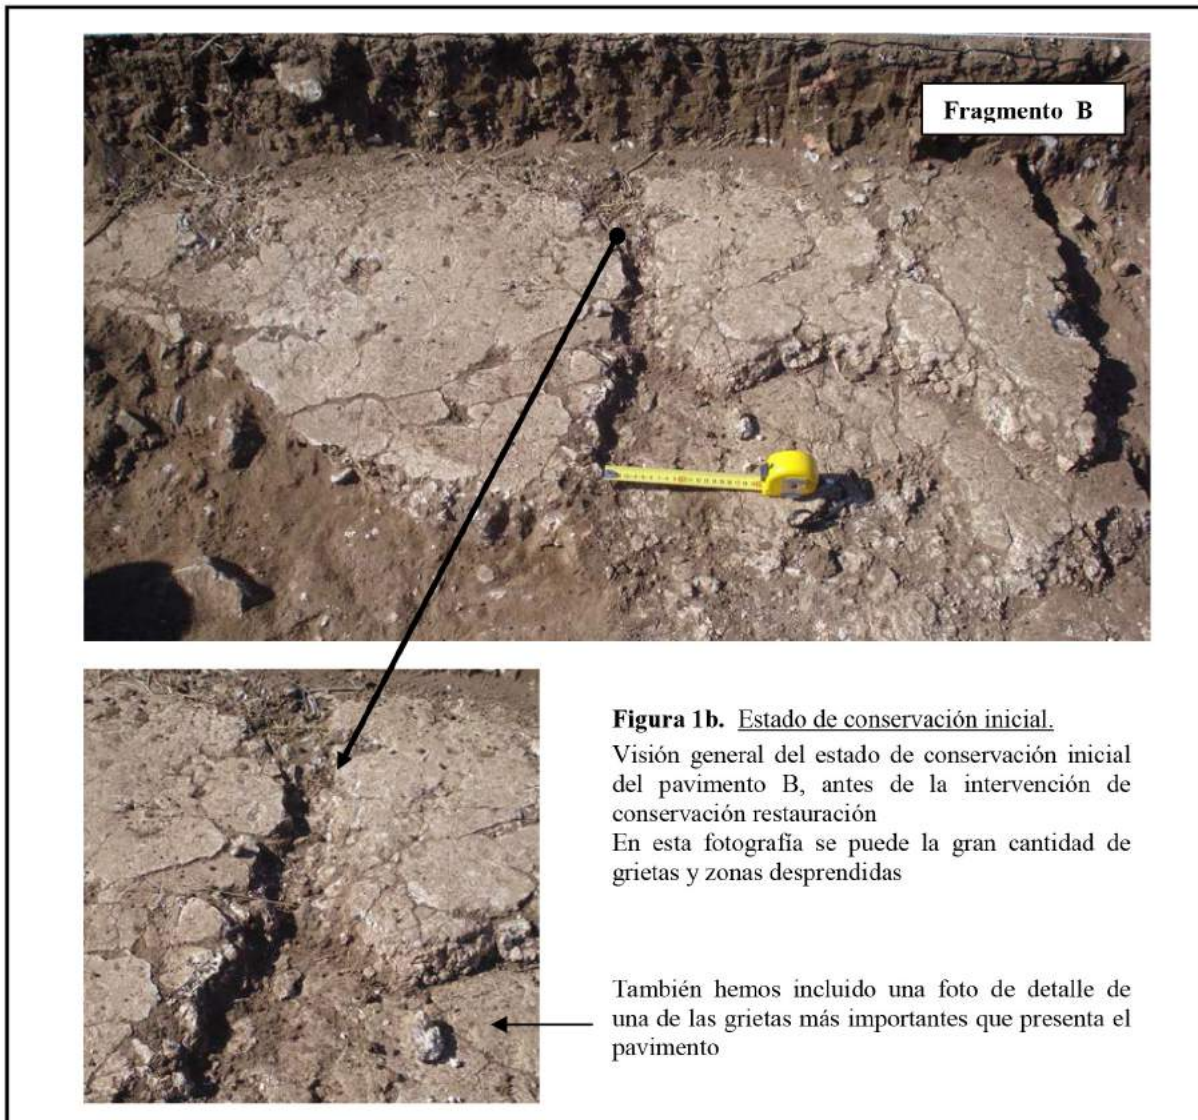 Fragmento B
Figura 1b. Estado de conservación inicial.
Visión general del estado de conservación inicial
del pavimento B, antes de la intervención de
conservación restauración
En esta fotografía se puede la gran cantidad de
grietas y zonas desprendidas
También hemos incluido una foto de detalle de
una de las grietas más importantes que presenta el
pavimento